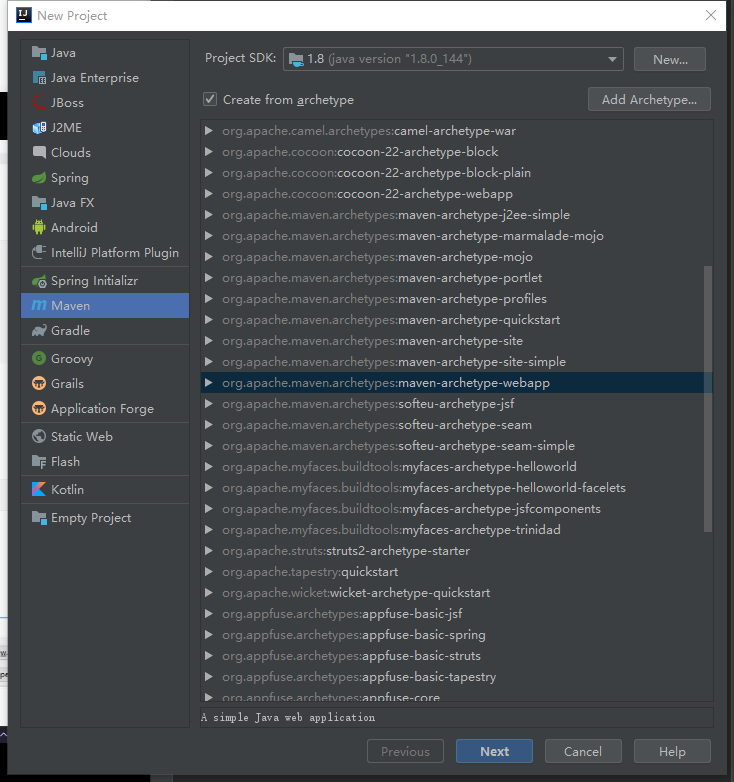 New Project
Java
Java Enterprise
JBoss
J2ME
Clouds
Spring
Java FX
Android
IntelliJ Platform Plugin
Spring Initializr
Maven
Gradle
Groovy
Grails
Application Forge
Static Web
Flash
Kotlin
Empty Project
Project SDK: 1.8 (java version "1.8.0_144") New...
Create from archetype Add Archetype...
org.apache.camel.archetypes:camel-archetype-war
org.apache.cocoon:cocoon-22-archetype-block
org.apache.cocoon:cocoon-22-archetype-block-plain
org.apache.cocoon:cocoon-22-archetype-webapp
org.apache.maven.archetypes:maven-archetype-j2ee-simple
org.apache.maven.archetypes:maven-archetype-marmalade-mojo
org.apache.maven.archetypes:maven-archetype-mojo
org.apache.maven.archetypes:maven-archetype-portlet
org.apache.maven.archetypes:maven-archetype-profiles
org.apache.maven.archetypes:maven-archetype-quickstart
org.apache.maven.archetypes:maven-archetype-site
org.apache.maven.archetypes:maven-archetype-site-simple
org.apache.maven.archetypes:maven-archetype-webapp
org.apache.maven.archetypes:softeu-archetype-jsf
org.apache.maven.archetypes:softeu-archetype-seam
org.apache.maven.archetypes:softeu-archetype-seam-simple
org.apache.myfaces.buildtools:myfaces-archetype-helloworld
org.apache.myfaces.buildtools:myfaces-archetype-helloworld-facelets
org.apache.myfaces.buildtools:myfaces-archetype-jsfcomponents
org.apache.myfaces.buildtools:myfaces-archetype-trinidad
org.apache.struts:struts2-archetype-starter
org.apache.tapestry:quickstart
org.apache.wicket:wicket-archetype-quickstart
org.appfuse.archetypes:appfuse-basic-jsf
org.appfuse.archetypes:appfuse-basic-spring
org.appfuse.archetypes:appfuse-basic-struts
org.appfuse.archetypes:appfuse-basic-tapestry
org.appfuse.archetypes:appfuse-core
A simple Java web application
Previous Next Cancel Help